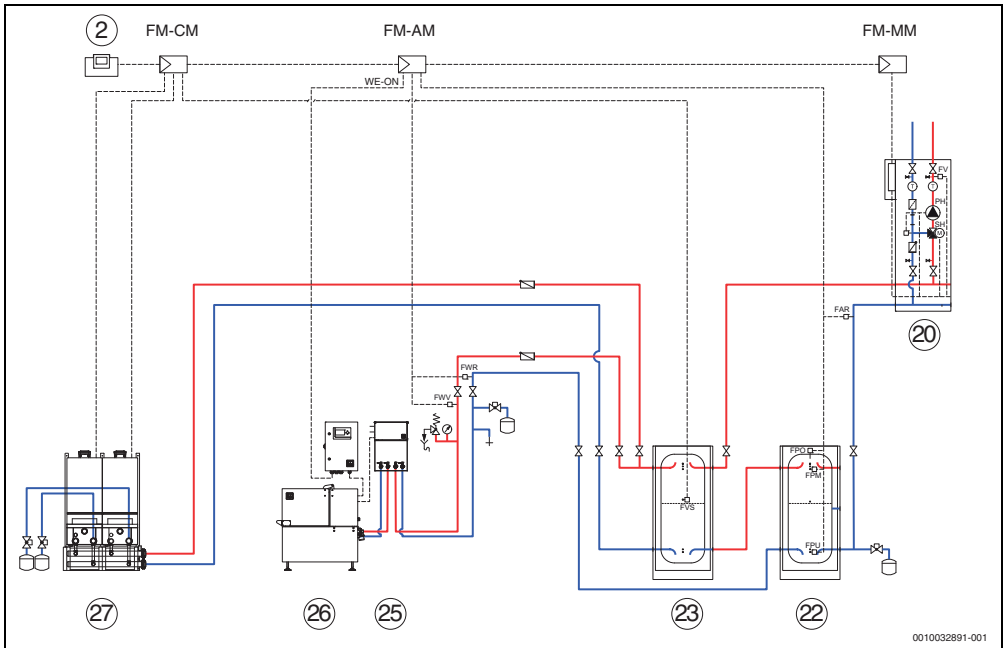 2
FM-CM
FM-AM
FM-MM
WE-ON
FV
T
T
PH
SH
M
FAR
20
FWR
FWV
FPO
FPM
FVS
FPU
27
26
25
23
22
0010032891-001